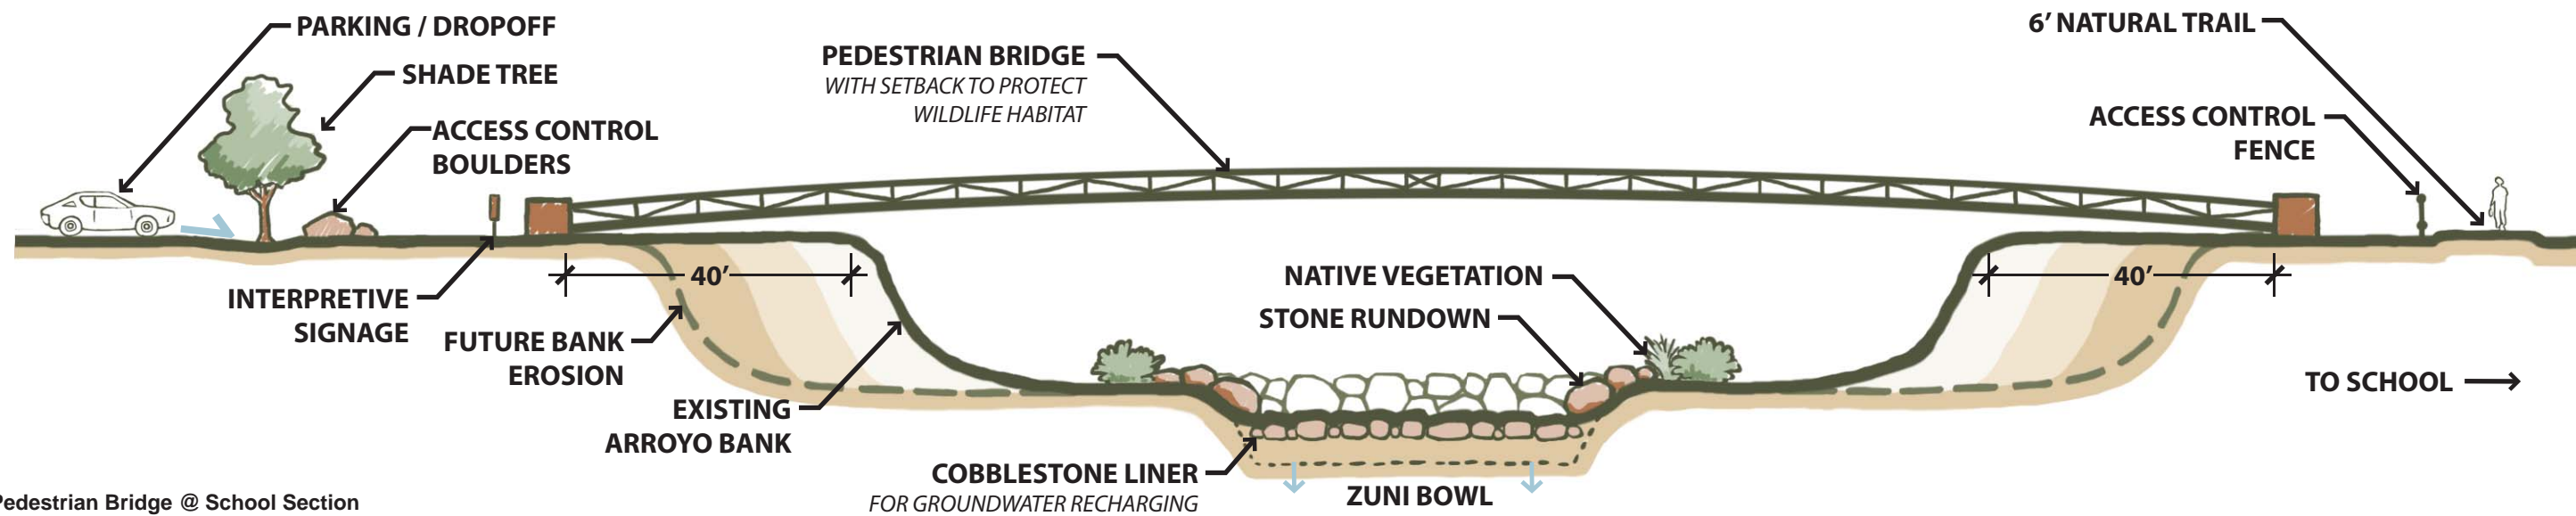 PARKING / DROPOFF
SHADE TREE
ACCESS CONTROL
BOULDERS
PEDESTRIAN BRIDGE
WITH SETBACK TO PROTECT
WILDLIFE HABITAT
6’ NATURAL TRAIL
ACCESS CONTROL
FENCE
INTERPRETIVE
SIGNAGE
40’
FUTURE BANK
EROSION
EXISTING
ARROYO BANK
NATIVE VEGETATION
STONE RUNDOWN
40’
TO SCHOOL
COBBLESTONE LINER
FOR GROUNDWATER RECHARGING
ZUNI BOWL
Pedestrian Bridge @ School Section